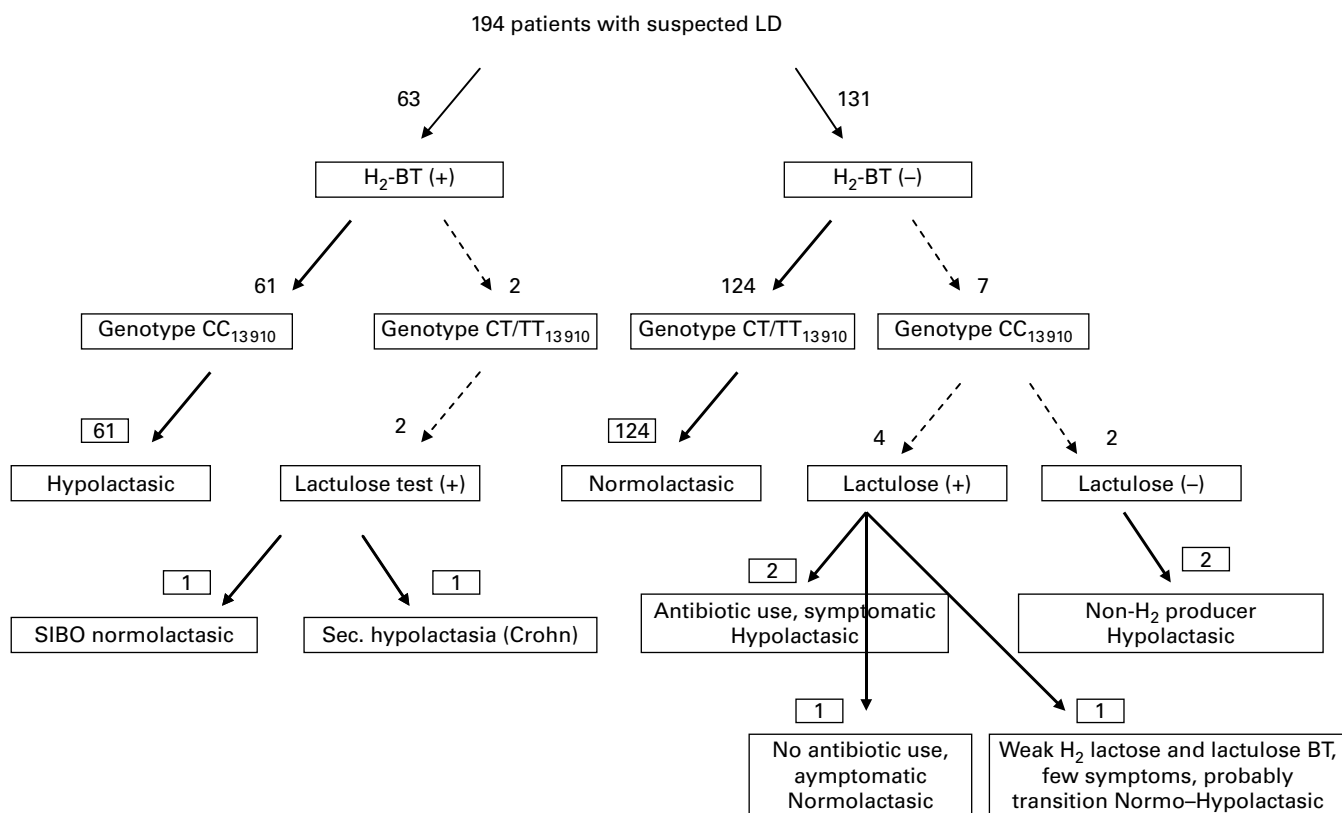 194 patients with suspected LD
63
131
H₂-BT (+)
H₂-BT (–)
61
2
124
7
Genotype CC₁₃₉₁₀
Genotype CT/TT₁₃₉₁₀
Genotype CT/TT₁₃₉₁₀
Genotype CC₁₃₉₁₀
61
2
124
4
2
Hypolactasic
Lactulose test (+)
Normolactasic
Lactulose (+)
Lactulose (–)
1
1
2
2
SIBO normolactasic
Sec. hypolactasia (Crohn)
Antibiotic use, symptomatic
Hypolactasic
Non-H₂ producer
Hypolactasic
1
1
No antibiotic use,
aymptomatic
Normolactasic
Weak H₂ lactose and lactulose BT,
few symptoms, probably
transition Normo–Hypolactasic